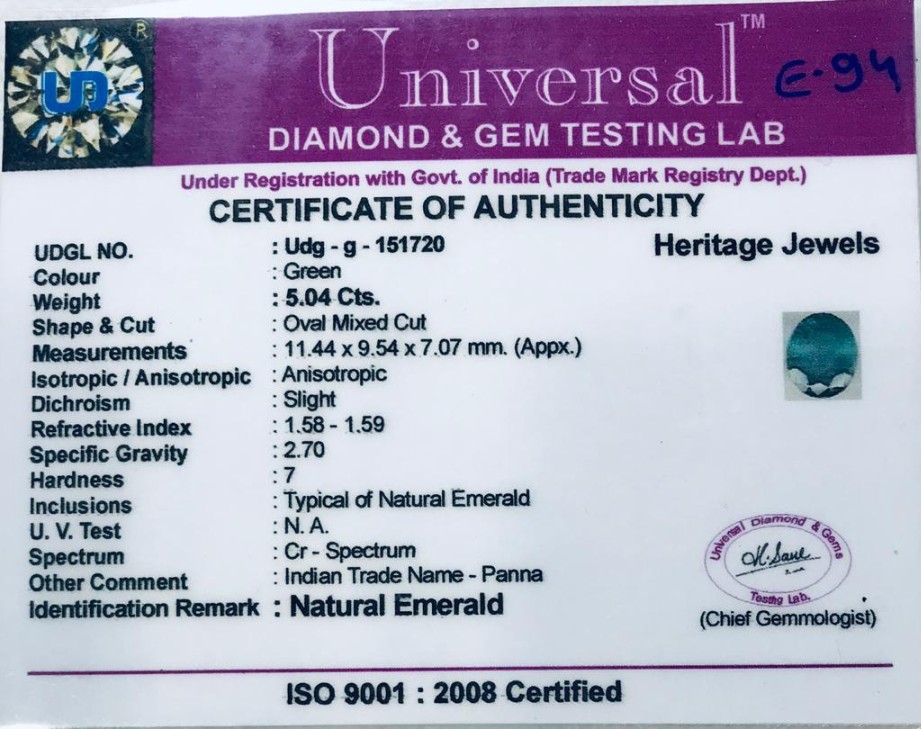 UD
®
Universal™
E-94
DIAMOND & GEM TESTING LAB
Under Registration with Govt. of India (Trade Mark Registry Dept.)
CERTIFICATE OF AUTHENTICITY
Heritage Jewels
UDGL NO. : Udg - g - 151720
Colour : Green
Weight : 5.04 Cts.
Shape & Cut : Oval Mixed Cut
Measurements : 11.44 x 9.54 x 7.07 mm. (Appx.)
Isotropic / Anisotropic : Anisotropic
Dichroism : Slight
Refractive Index : 1.58 - 1.59
Specific Gravity : 2.70
Hardness : 7
Inclusions : Typical of Natural Emerald
U. V. Test : N. A.
Spectrum : Cr - Spectrum
Other Comment : Indian Trade Name - Panna
Identification Remark : Natural Emerald
Universal Diamond & Gems
Testing Lab.
(Chief Gemmologist)
ISO 9001 : 2008 Certified